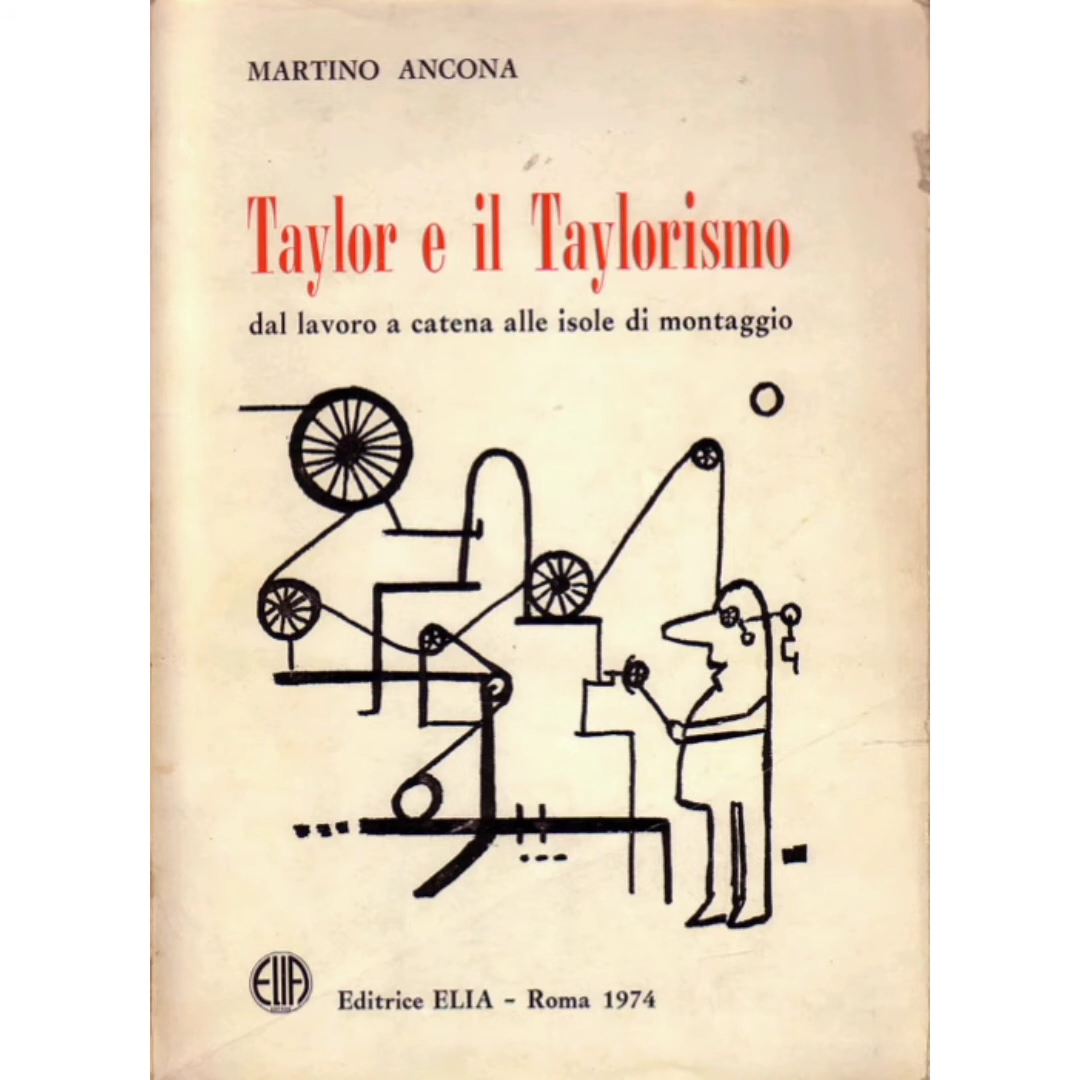 MARTINO ANCONA
Taylor e il Taylorismo
dal lavoro a catena alle isole di montaggio
ELIA
Editrice ELIA - Roma 1974